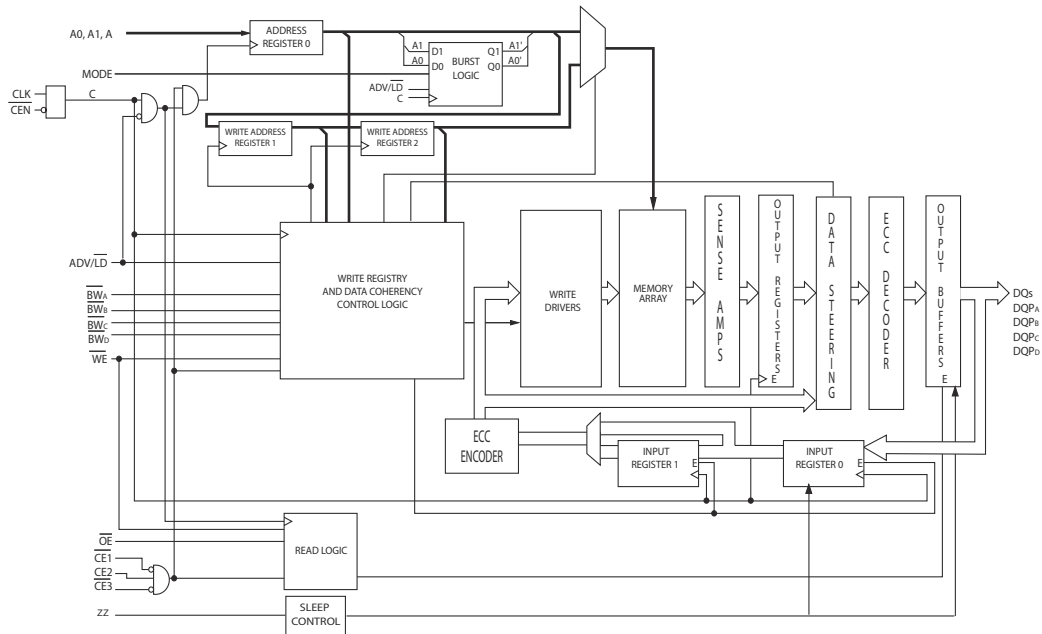 A0, A1, A
ADDRESS
REGISTER 0
A1
A0
D1
D0
BURST
LOGIC
Q1
Q0
A1'
A0'
MODE
ADV/LD
C
CLK
CEN
C
WRITE ADDRESS
REGISTER 1
WRITE ADDRESS
REGISTER 2
ADV/LD
BWA
BWB
BWC
BWD
WE
WRITE REGISTRY
AND DATA COHERENCY
CONTROL LOGIC
WRITE
DRIVERS
MEMORY
ARRAY
SENSE AMPS
OUTPUT REGISTERS
E
DATA STEERING
ECC DECODER
OUTPUT BUFFERS
E
DQs
DQPA
DQPB
DQPC
DQPD
ECC
ENCODER
INPUT
REGISTER 1
E
INPUT
REGISTER 0
E
OE
CE1
CE2
CE3
READ LOGIC
ZZ
SLEEP
CONTROL